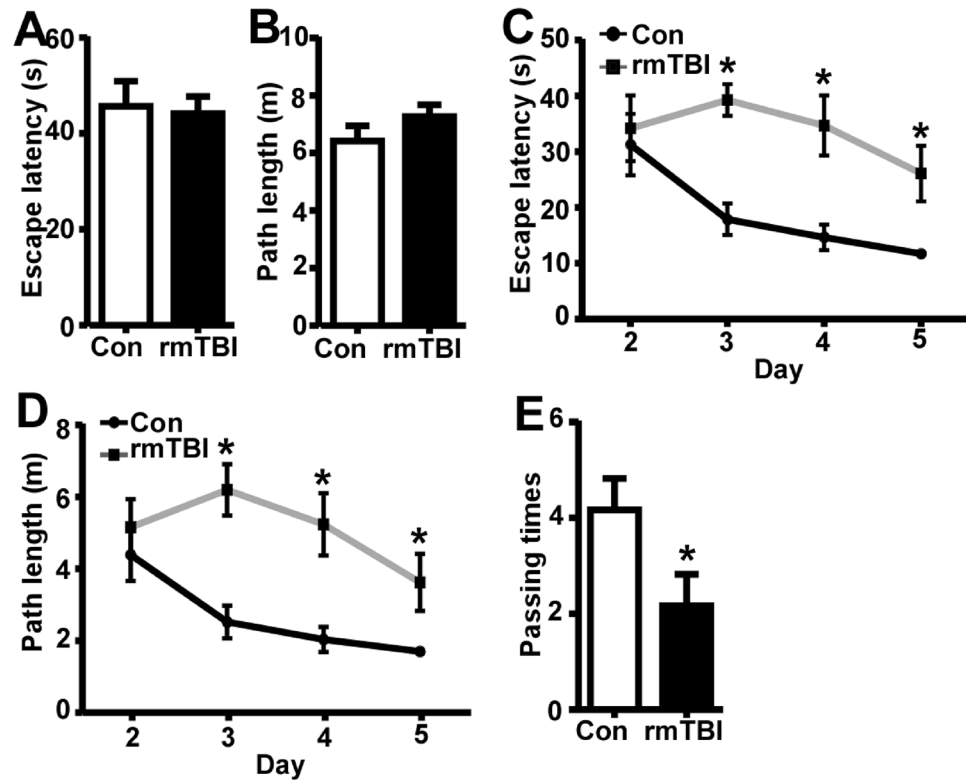 A
Escape latency (s)
60
40
20
0
Con rmTBI
B
Path length (m)
10
8
6
4
2
0
Con rmTBI
C
Escape latency (s)
50
40
30
20
10
0
Con
rmTBI
* * *
2 3 4 5
Day
D
Path length (m)
8
6
4
2
0
Con
rmTBI
* * *
2 3 4 5
Day
E
Passing times
6
4
2
0
*
Con rmTBI